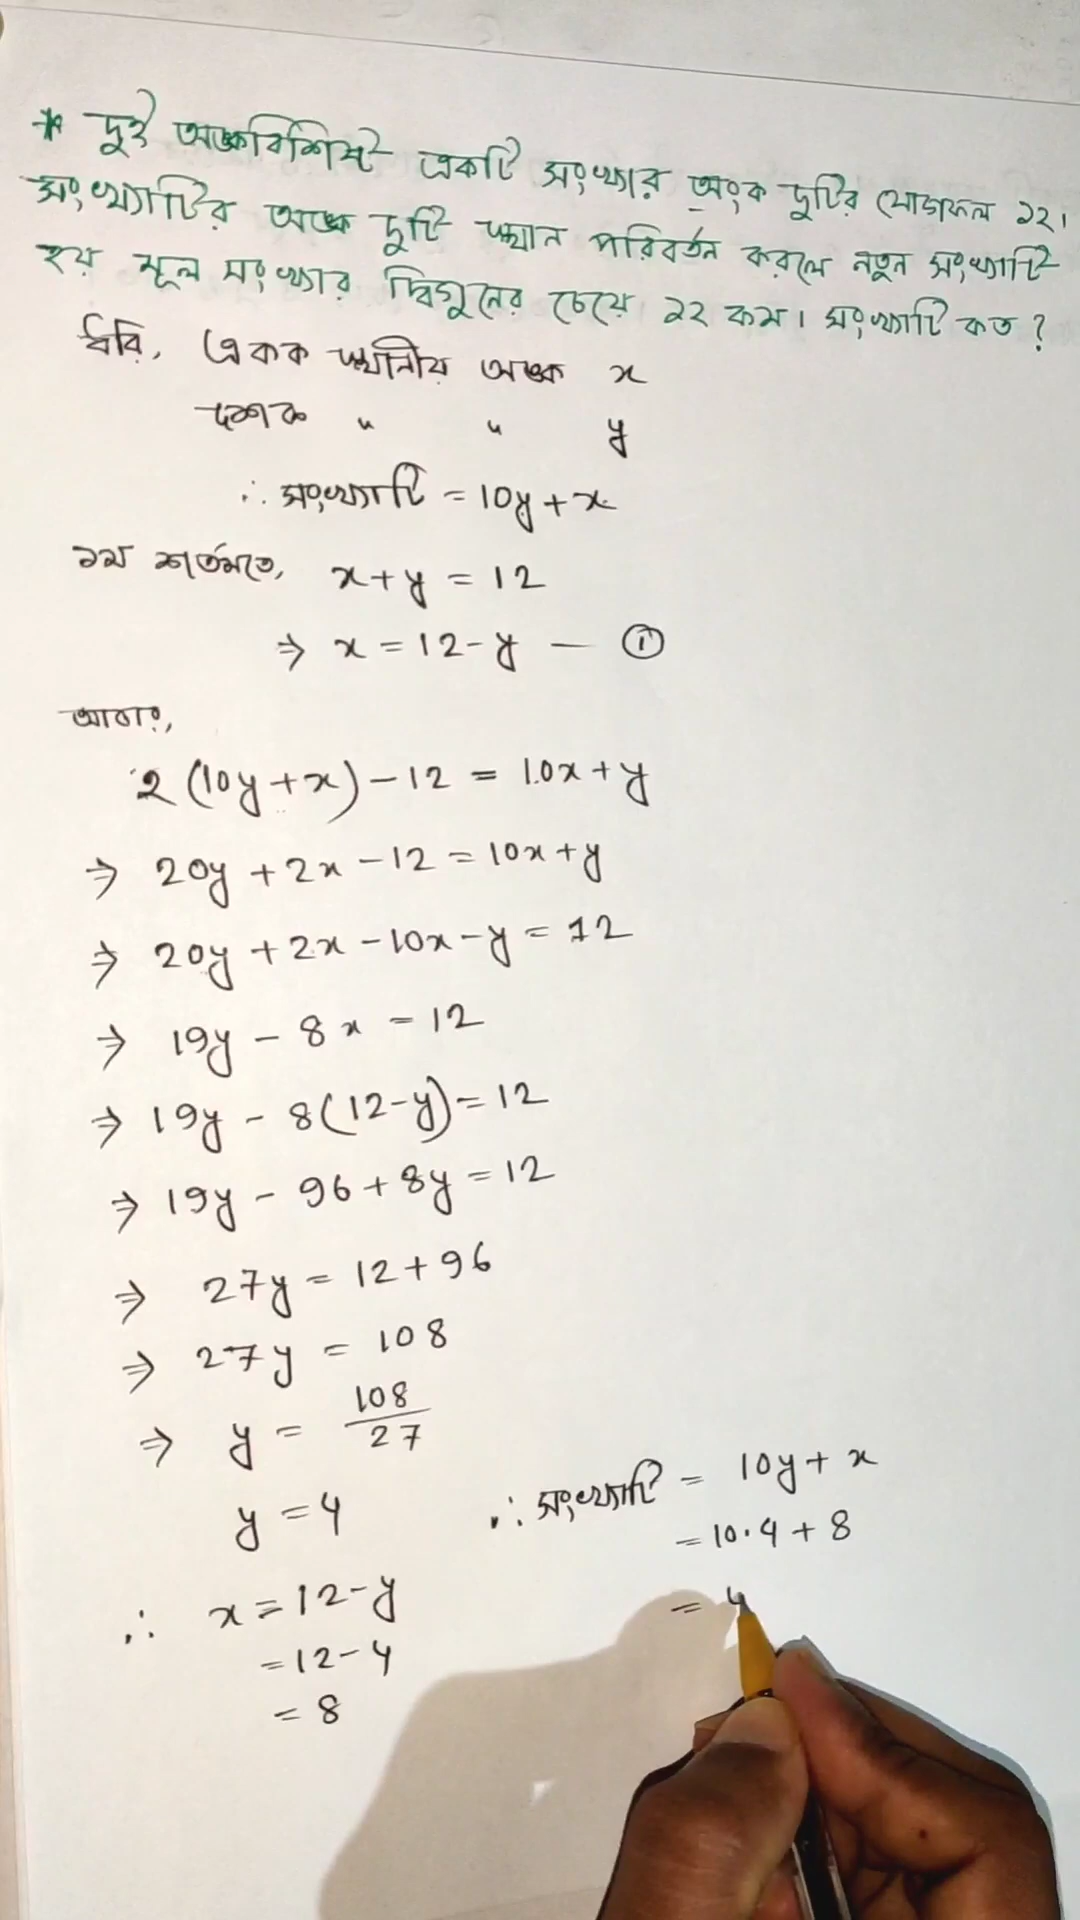 * দুই অঙ্কবিশিষ্ট একটি সংখ্যার অংক দুটির যোগফল ১২।
সংখ্যাটির অঙ্ক দুটি স্থান পরিবর্তন করলে নতুন সংখ্যাটি
হয় মূল সংখ্যার দ্বিগুনের চেয়ে ১২ কম। সংখ্যাটি কত?
ধরি, একক স্থানীয় অঙ্ক x
দশক " " y
∴ সংখ্যাটি = 10y + x
১ম শর্তমতে, x + y = 12
⇒ x = 12 - y — ①
আবার,
2 (10y + x) - 12 = 10x + y
⇒ 20y + 2x - 12 = 10x + y
⇒ 20y + 2x - 10x - y = 12
⇒ 19y - 8x = 12
⇒ 19y - 8(12 - y) = 12
⇒ 19y - 96 + 8y = 12
⇒ 27y = 12 + 96
⇒ 27y = 108
⇒ y = 108/27
y = 4
∴ x = 12 - y
= 12 - 4
= 8
∴ সংখ্যাটি = 10y + x
= 10.4 + 8
= 4